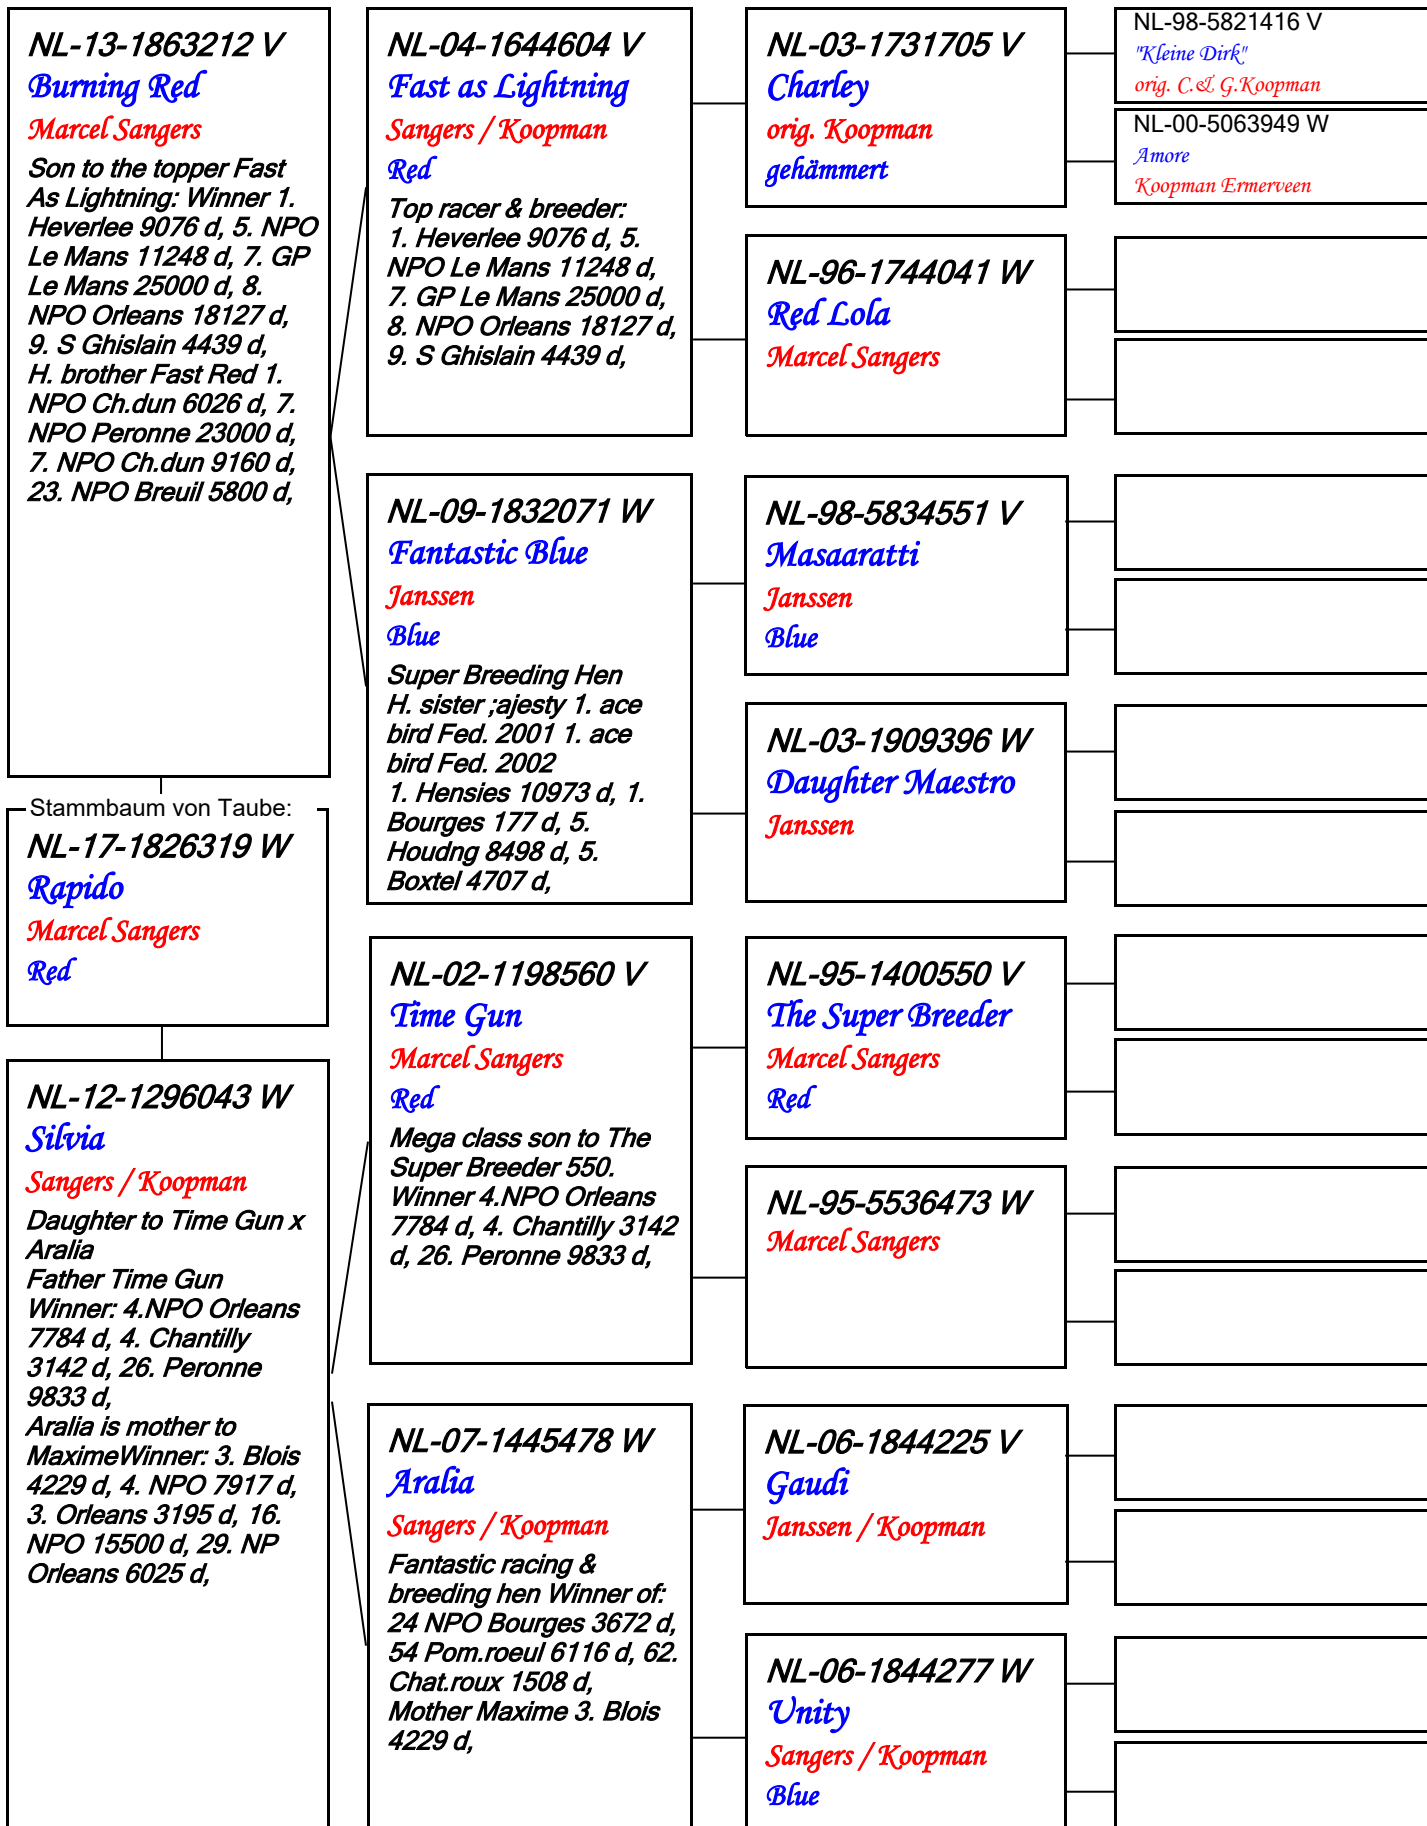 NL-13-1863212 V
Burning Red
Marcel Sangers
Son to the topper Fast
As Lightning: Winner 1.
Heverlee 9076 d, 5. NPO
Le Mans 11248 d, 7. GP
Le Mans 25000 d, 8.
NPO Orleans 18127 d,
9. S Ghislain 4439 d,
H. brother Fast Red 1.
NPO Ch.dun 6026 d, 7.
NPO Peronne 23000 d,
7. NPO Ch.dun 9160 d,
23. NPO Breuil 5800 d,
Stammbaum von Taube:
NL-17-1826319 W
Rapido
Marcel Sangers
Red
NL-12-1296043 W
Silvia
Sangers / Koopman
Daughter to Time Gun x
Aralia
Father Time Gun
Winner: 4.NPO Orleans
7784 d, 4. Chantilly
3142 d, 26. Peronne
9833 d,
Aralia is mother to
MaximeWinner: 3. Blois
4229 d, 4. NPO 7917 d,
3. Orleans 3195 d, 16.
NPO 15500 d, 29. NP
Orleans 6025 d,
NL-04-1644604 V
Fast as Lightning
Sangers / Koopman
Red
Top racer & breeder:
1. Heverlee 9076 d, 5.
NPO Le Mans 11248 d,
7. GP Le Mans 25000 d,
8. NPO Orleans 18127 d,
9. S Ghislain 4439 d,
NL-09-1832071 W
Fantastic Blue
Janssen
Blue
Super Breeding Hen
H. sister ;ajesty 1. ace
bird Fed. 2001 1. ace
bird Fed. 2002
1. Hensies 10973 d, 1.
Bourges 177 d, 5.
Houdng 8498 d, 5.
Boxtel 4707 d,
NL-02-1198560 V
Time Gun
Marcel Sangers
Red
Mega class son to The
Super Breeder 550.
Winner 4.NPO Orleans
7784 d, 4. Chantilly 3142
d, 26. Peronne 9833 d,
NL-07-1445478 W
Aralia
Sangers / Koopman
Fantastic racing &
breeding hen Winner of:
24 NPO Bourges 3672 d,
54 Pom.roeul 6116 d, 62.
Chat.roux 1508 d,
Mother Maxime 3. Blois
4229 d,
NL-03-1731705 V
Charley
orig. Koopman
gehämmert
NL-96-1744041 W
Red Lola
Marcel Sangers
NL-98-5834551 V
Masaaratti
Janssen
Blue
NL-03-1909396 W
Daughter Maestro
Janssen
NL-95-1400550 V
The Super Breeder
Marcel Sangers
Red
NL-95-5536473 W
Marcel Sangers
NL-06-1844225 V
Gaudi
Janssen / Koopman
NL-06-1844277 W
Unity
Sangers / Koopman
Blue
NL-98-5821416 V
"Kleine Dirk"
orig. C.& G.Koopman
NL-00-5063949 W
Amore
Koopman Ermerveen